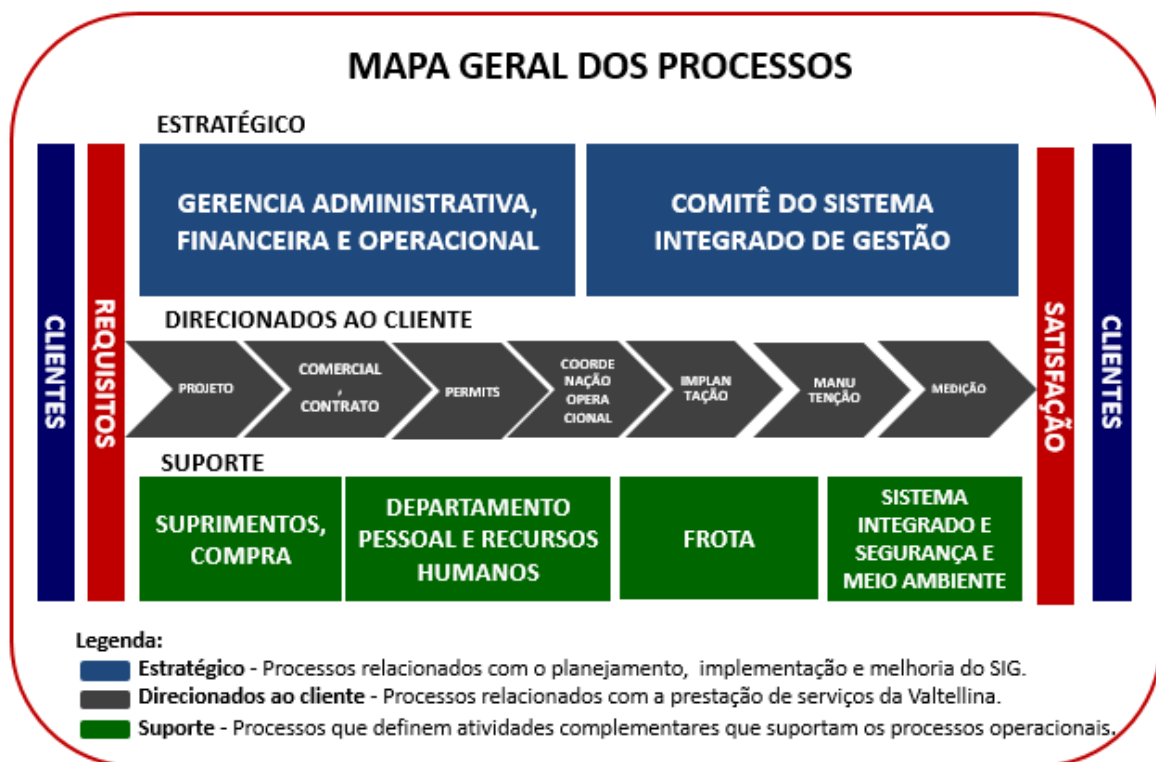 MAPA GERAL DOS PROCESSOS
ESTRATÉGICO
CLIENTES
REQUISITOS
GERENCIA ADMINISTRATIVA,
FINANCEIRA E OPERACIONAL
COMITÊ DO SISTEMA
INTEGRADO DE GESTÃO
SATISFAÇÃO
CLIENTES
DIRECIONADOS AO CLIENTE
PROJETO
COMERCIAL
,
CONTRATO
PERMITS
COORDE
NAÇÃO
OPERA
CIONAL
IMPLAN
TAÇÃO
MANU
TENÇÃO
MEDIÇÃO
SUPORTE
SUPRIMENTOS,
COMPRA
DEPARTAMENTO
PESSOAL E RECURSOS
HUMANOS
FROTA
SISTEMA
INTEGRADO E
SEGURANÇA E
MEIO AMBIENTE
Legenda:
Estratégico - Processos relacionados com o planejamento, implementação e melhoria do SIG.
Direcionados ao cliente - Processos relacionados com a prestação de serviços da Valtellina.
Suporte - Processos que definem atividades complementares que suportam os processos operacionais.